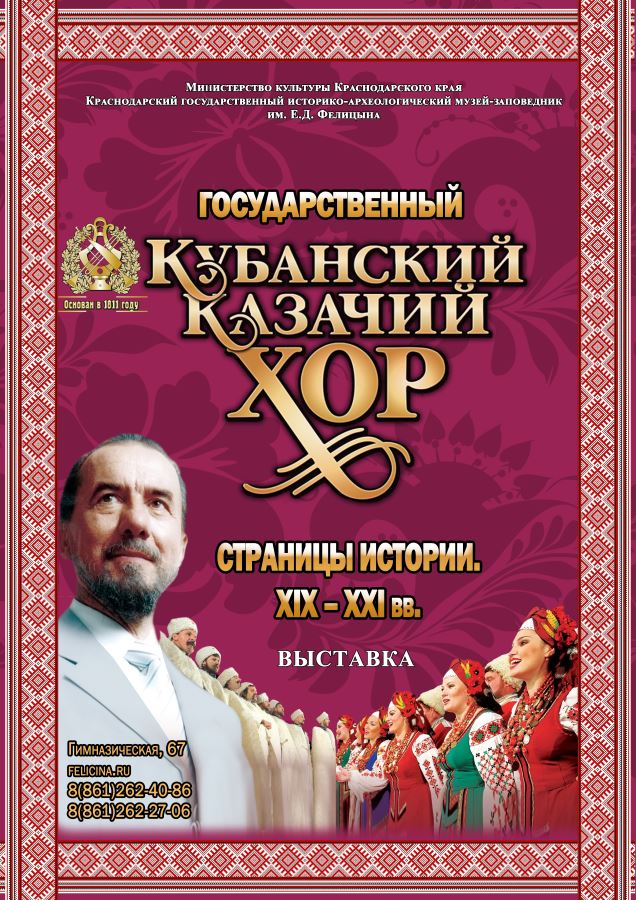 Министерство культуры Краснодарского края
Краснодарский государственный историко-археологический музей-заповедник
им. Е.Д. Фелицына
ГОСУДАРСТВЕННЫЙ
КУБАНСКИЙ
КАЗАЧИЙ
ХОР
Основан в 1811 году
СТРАНИЦЫ ИСТОРИИ.
XIX – XXI вв.
ВЫСТАВКА
Гимназическая, 67
felicina.ru
8(861)262-40-86
8(861)262-27-06